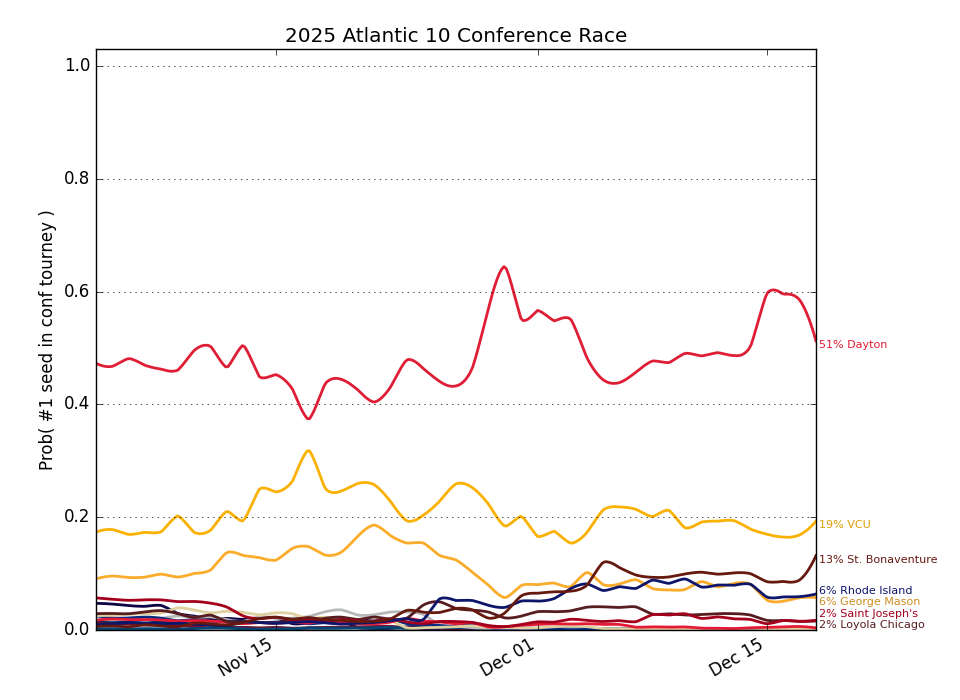 2025 Atlantic 10 Conference Race
Prob( #1 seed in conf tourney )
1.0
0.8
0.6
0.4
0.2
0.0
Nov 15
Dec 01
Dec 15
51% Dayton
19% VCU
13% St. Bonaventure
6% Rhode Island
6% George Mason
2% Saint Joseph's
2% Loyola Chicago